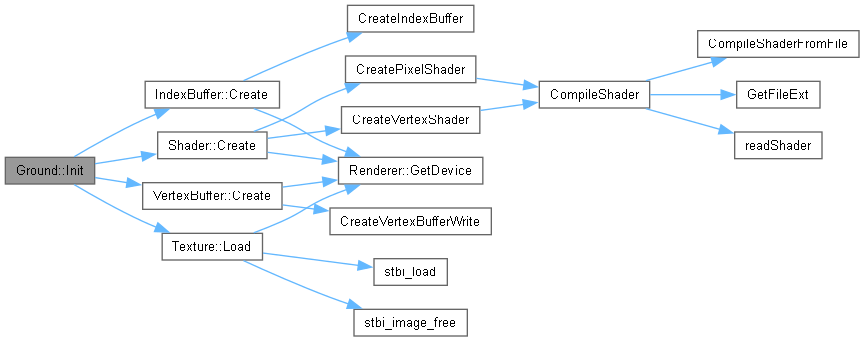 Ground::Init
IndexBuffer::Create
Shader::Create
VertexBuffer::Create
Texture::Load
CreateIndexBuffer
CreatePixelShader
CreateVertexShader
Renderer::GetDevice
CreateVertexBufferWrite
stbi_load
stbi_image_free
CompileShader
CompileShaderFromFile
GetFileExt
readShader